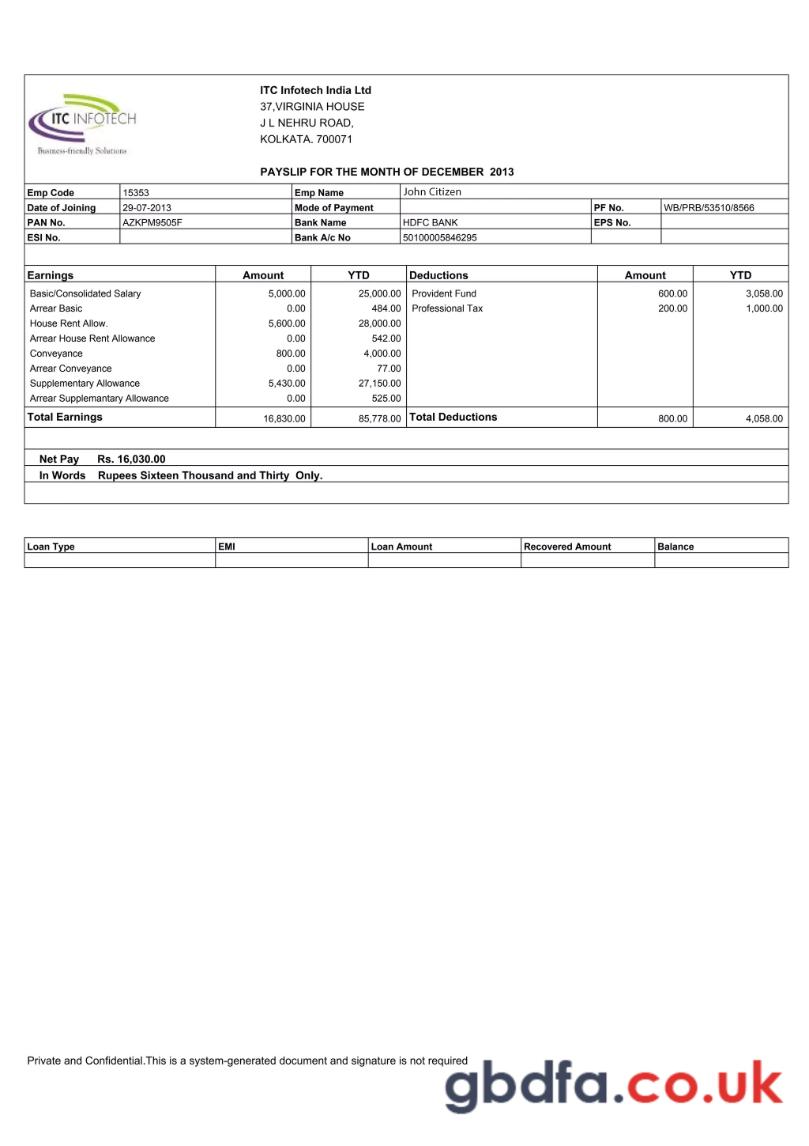 ITC INFOTECH
Business-friendly Solutions
ITC Infotech India Ltd
37,VIRGINIA HOUSE
J L NEHRU ROAD,
KOLKATA. 700071
PAYSLIP FOR THE MONTH OF DECEMBER 2013
Emp Code 15353 Emp Name John Citizen
Date of Joining 29-07-2013 Mode of Payment PF No. WB/PRB/53510/8566
PAN No. AZKPM9505F Bank Name HDFC BANK EPS No.
ESI No. Bank A/c No 50100005846295
Earnings Amount YTD Deductions Amount YTD
Basic/Consolidated Salary 5,000.00 25,000.00 Provident Fund 600.00 3,058.00
Arrear Basic 0.00 484.00 Professional Tax 200.00 1,000.00
House Rent Allow. 5,600.00 28,000.00
Arrear House Rent Allowance 0.00 542.00
Conveyance 800.00 4,000.00
Arrear Conveyance 0.00 77.00
Supplementary Allowance 5,430.00 27,150.00
Arrear Supplemantary Allowance 0.00 525.00
Total Earnings 16,830.00 85,778.00 Total Deductions 800.00 4,058.00
Net Pay Rs. 16,030.00
In Words Rupees Sixteen Thousand and Thirty Only.
Loan Type EMI Loan Amount Recovered Amount Balance
Private and Confidential.This is a system-generated document and signature is not required
gbdfa.co.uk